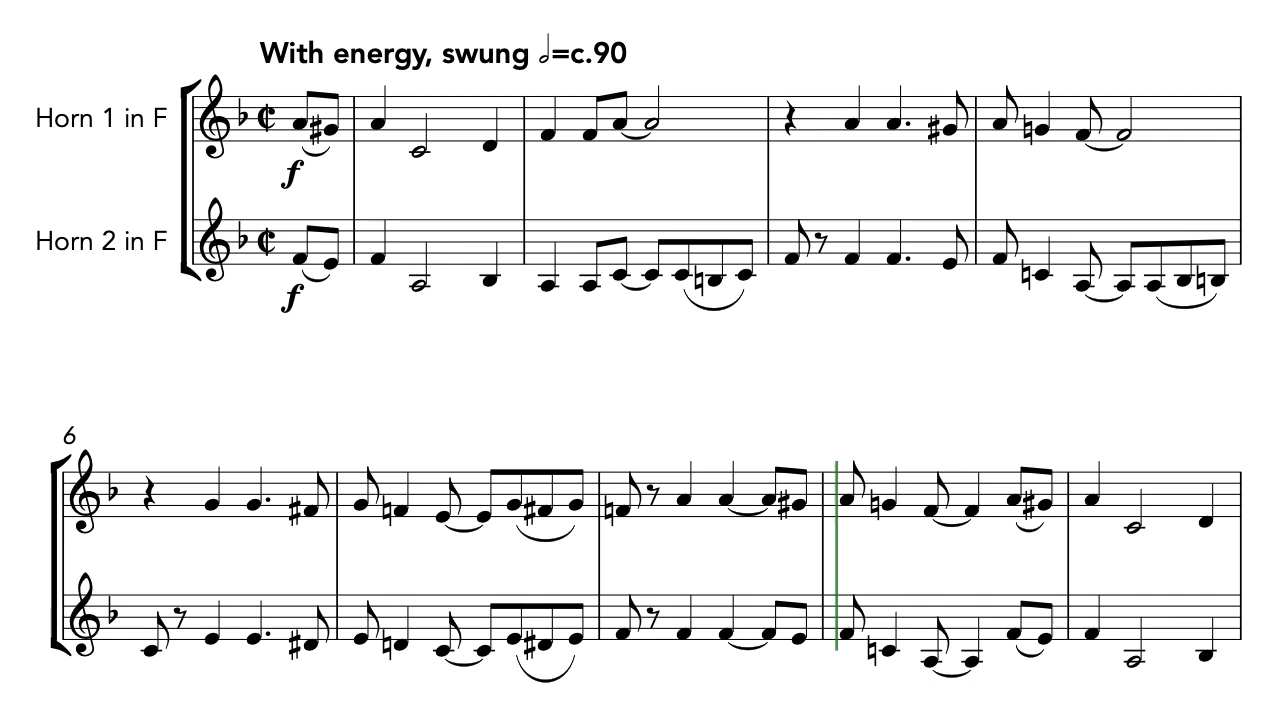 With energy, swung 𝅗𝅥=c.90
Horn 1 in F
f
Horn 2 in F
f
6